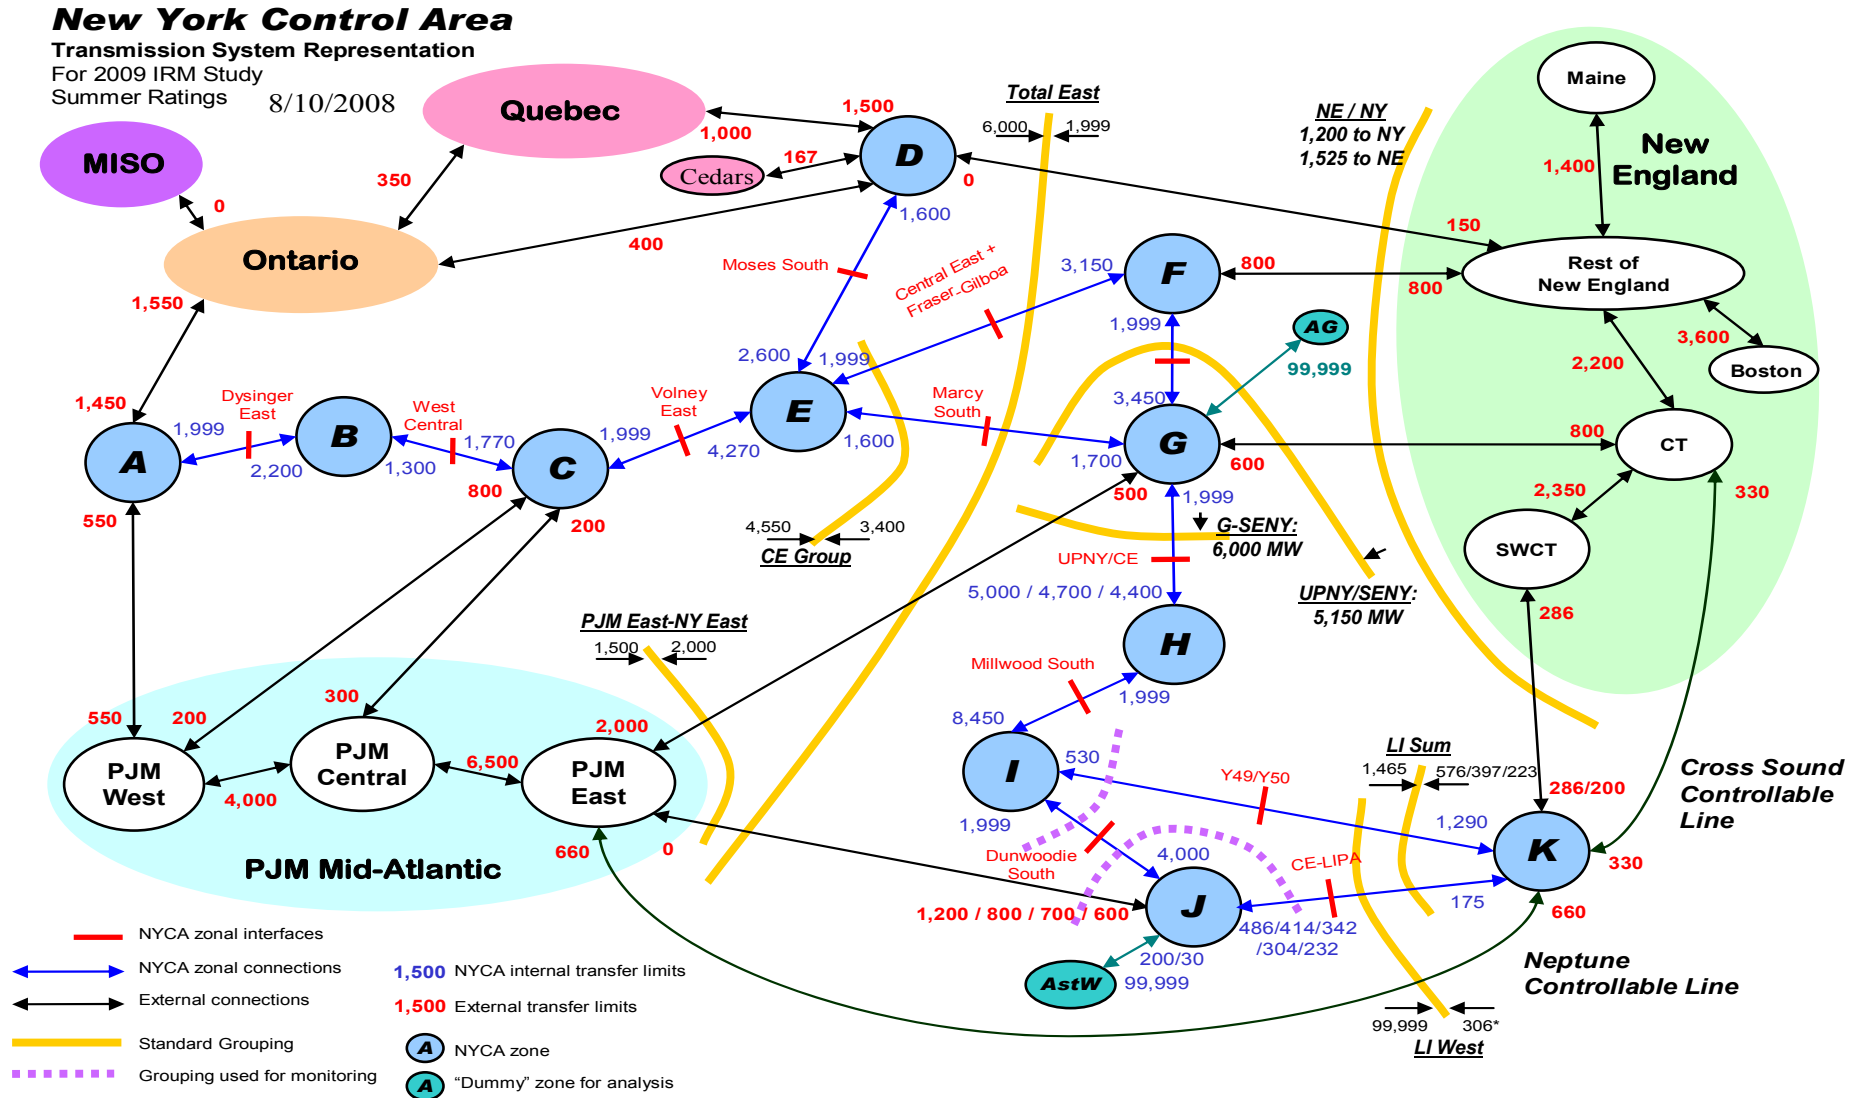 New York Control Area
Transmission System Representation
For 2009 IRM Study
Summer Ratings
8/10/2008
Quebec
1,500
1,000
MISO
0
350
Cedars
167
D
0
1,600
Ontario
400
1,550
Total East
6,000
1,999
NE / NY
1,200 to NY
1,525 to NE
Maine
New
England
1,400
150
Rest of
New England
3,600
Boston
2,200
Moses South
Central East +
Fraser-Gilboa
3,150
F
800
800
1,999
AG
99,999
2,600
1,999
1,450
Dysinger
East
West
Central
Volney
East
Marcy
South
3,450
A
1,999
2,200
B
1,770
1,300
C
1,999
4,270
E
1,600
G
1,700
600
800
CT
800
550
200
500
1,999
2,350
330
SWCT
4,550
3,400
CE Group
G-SENY:
6,000 MW
UPNY/CE
5,000 / 4,700 / 4,400
UPNY/SENY:
5,150 MW
286
PJM East-NY East
1,500
2,000
H
Millwood South
1,999
8,450
550
200
300
2,000
PJM
West
PJM
Central
PJM
East
4,000
6,500
660
0
PJM Mid-Atlantic
I
530
1,999
Y49/Y50
LI Sum
1,465
576/397/223
286/200
Cross Sound
Controllable
Line
1,290
K
330
Dunwoodie
South
4,000
CE-LIPA
175
660
1,200 / 800 / 700 / 600
J
486/414/342
/304/232
200/30
AstW
99,999
Neptune
Controllable Line
99,999
306*
LI West
NYCA zonal interfaces
NYCA zonal connections
External connections
Standard Grouping
Grouping used for monitoring
1,500 NYCA internal transfer limits
1,500 External transfer limits
A NYCA zone
A "Dummy" zone for analysis